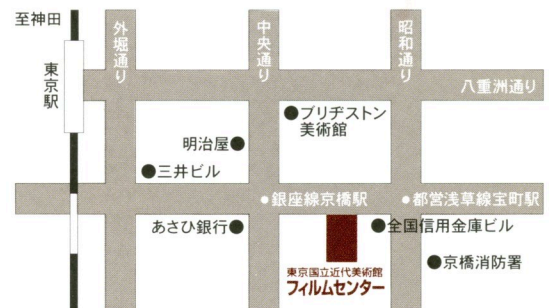 至神田
外堀通り
中央通り
昭和通り
東京駅
八重洲通り
ブリヂストン
美術館
明治屋
三井ビル
銀座線京橋駅
都営浅草線宝町駅
あさひ銀行
全国信用金庫ビル
京橋消防署
東京国立近代美術館
フィルムセンター